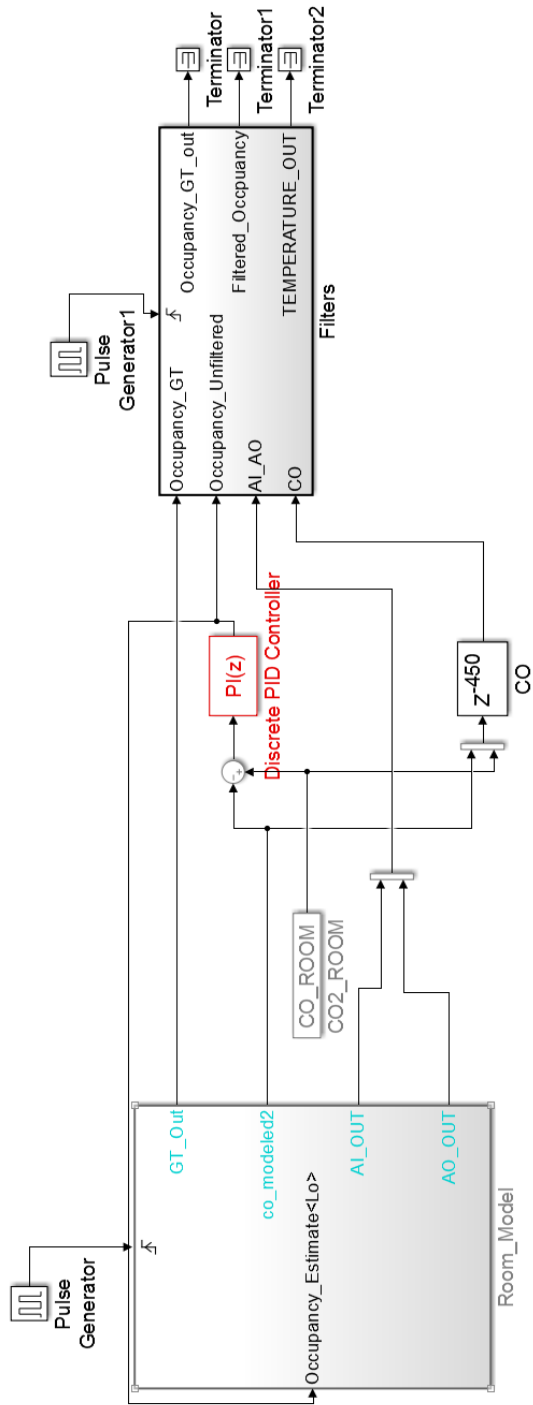 Pulse
Generator
Occupancy_Estimate<Lo>
GT_Out
co_modeled2
AI_OUT
AO_OUT
Room_Model
CO_ROOM
CO2_ROOM
-
+
PI(z)
Discrete PID Controller
Z-450
CO
Pulse
Generator1
Occupancy_GT
Occupancy_Unfiltered
AI_AO
CO
Occupancy_GT_out
Filtered_Occpuancy
TEMPERATURE_OUT
Filters
Terminator
Terminator1
Terminator2